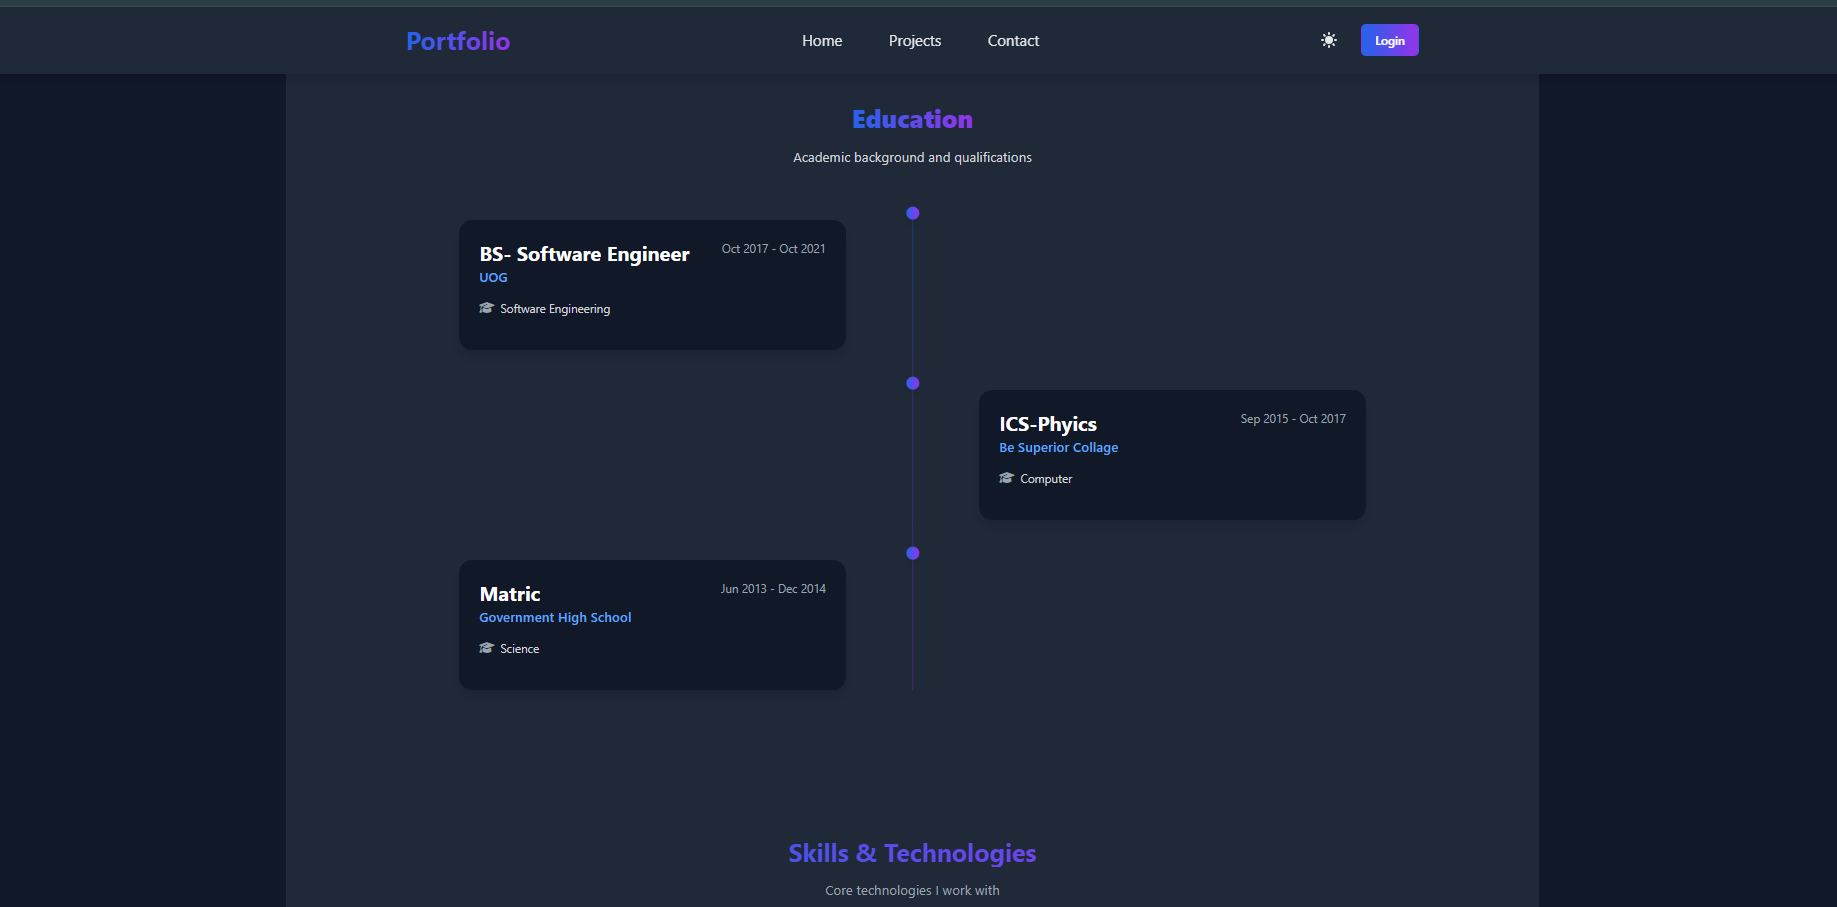 Portfolio
Home
Projects
Contact
Login
Education
Academic background and qualifications
BS- Software Engineer
Oct 2017 - Oct 2021
UOG
Software Engineering
ICS-Phyics
Sep 2015 - Oct 2017
Be Superior Collage
Computer
Matric
Jun 2013 - Dec 2014
Government High School
Science
Skills & Technologies
Core technologies I work with